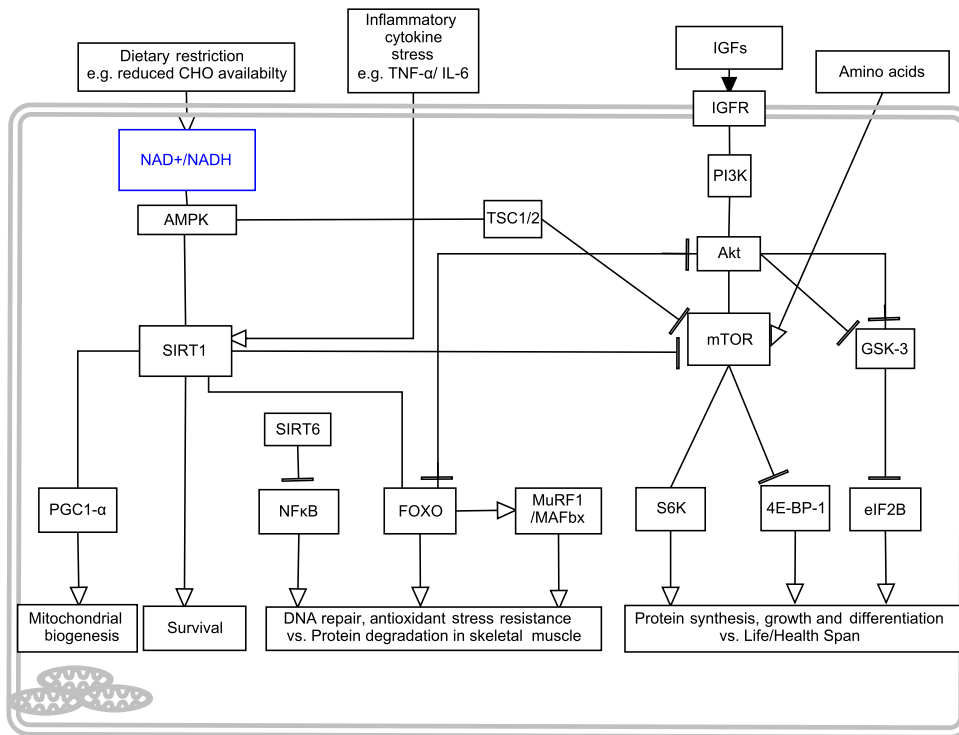 Inflammatory
cytokine
stress
e.g. TNF-α/ IL-6
Dietary restriction
e.g. reduced CHO availabilty
IGFs
Amino acids
IGFR
NAD+/NADH
PI3K
AMPK
TSC1/2
Akt
SIRT1
mTOR
GSK-3
SIRT6
PGC1-α
NFκB
FOXO
MuRF1
/MAFbx
S6K
4E-BP-1
eIF2B
Mitochondrial
biogenesis
Survival
DNA repair, antioxidant stress resistance
vs. Protein degradation in skeletal muscle
Protein synthesis, growth and differentiation
vs. Life/Health Span